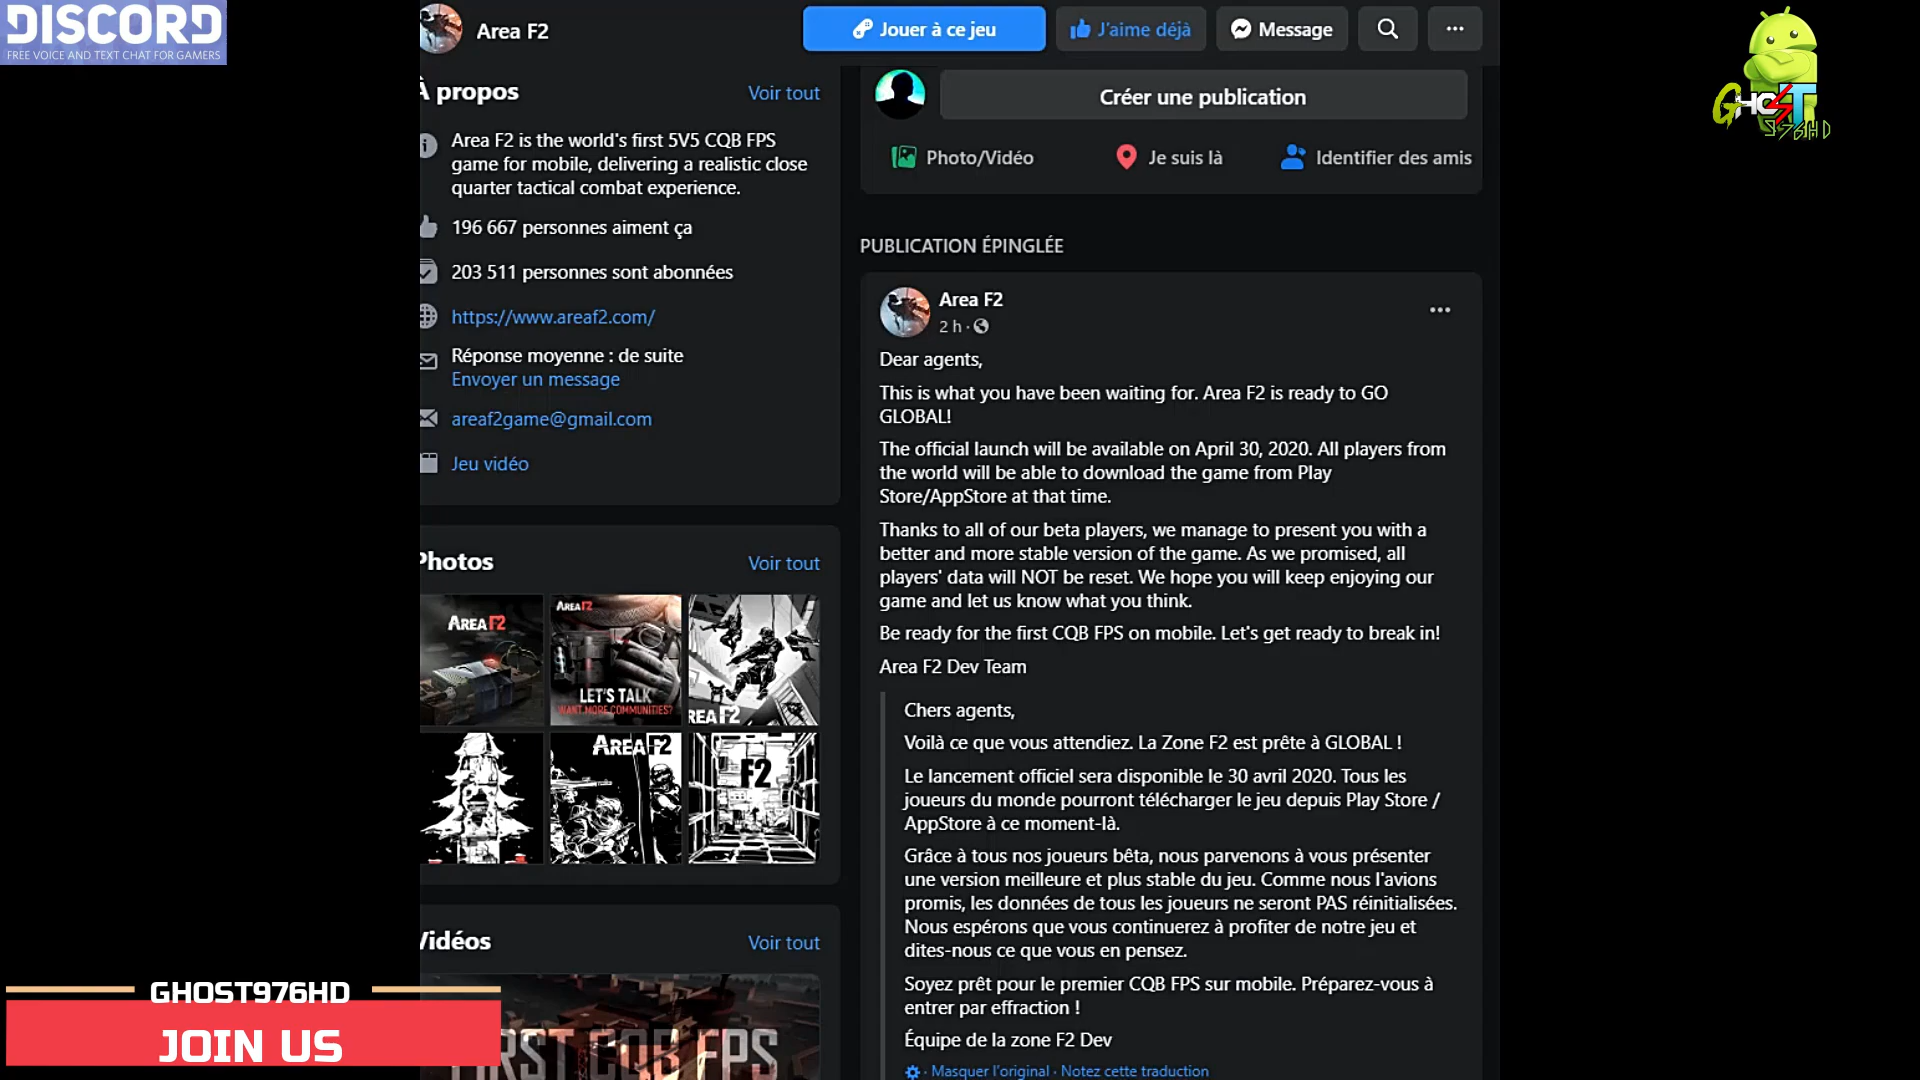 DISCORD
FREE VOICE AND TEXT CHAT FOR GAMERS
Area F2
Jouer à ce jeu
J'aime déjà
Message
GHOST
976HD
À propos
Voir tout
Area F2 is the world's first 5V5 CQB FPS
game for mobile, delivering a realistic close
quarter tactical combat experience.
196 667 personnes aiment ça
203 511 personnes sont abonnées
https://www.areaf2.com/
Réponse moyenne : de suite
Envoyer un message
areaf2game@gmail.com
Jeu vidéo
Photos
Voir tout
AREA F2
AREA F2
LET'S TALK
WANT MORE COMMUNITIES?
REA F2
AREA F2
F2
Vidéos
Voir tout
RST CQB FPS
GHOST976HD
JOIN US
Créer une publication
Photo/Vidéo
Je suis là
Identifier des amis
PUBLICATION ÉPINGLÉE
Area F2
2 h ·
Dear agents,
This is what you have been waiting for. Area F2 is ready to GO
GLOBAL!
The official launch will be available on April 30, 2020. All players from
the world will be able to download the game from Play
Store/AppStore at that time.
Thanks to all of our beta players, we manage to present you with a
better and more stable version of the game. As we promised, all
players' data will NOT be reset. We hope you will keep enjoying our
game and let us know what you think.
Be ready for the first CQB FPS on mobile. Let's get ready to break in!
Area F2 Dev Team
Chers agents,
Voilà ce que vous attendiez. La Zone F2 est prête à GLOBAL !
Le lancement officiel sera disponible le 30 avril 2020. Tous les
joueurs du monde pourront télécharger le jeu depuis Play Store /
AppStore à ce moment-là.
Grâce à tous nos joueurs bêta, nous parvenons à vous présenter
une version meilleure et plus stable du jeu. Comme nous l'avions
promis, les données de tous les joueurs ne seront PAS réinitialisées.
Nous espérons que vous continuerez à profiter de notre jeu et
dites-nous ce que vous en pensez.
Soyez prêt pour le premier CQB FPS sur mobile. Préparez-vous à
entrer par effraction !
Équipe de la zone F2 Dev
· Masquer l'original · Notez cette traduction